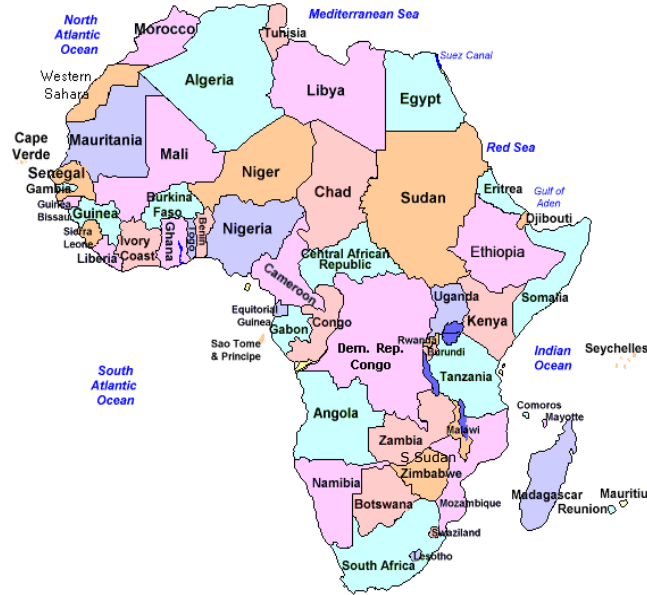 Mediterranean Sea
North
Atlantic
Ocean
Morocco
Tunisia
Suez Canal
Western
Sahara
Algeria
Libya
Egypt
Cape
Verde
Mauritania
Mali
Niger
Chad
Sudan
Red Sea
Senegal
Gambia
Guinea
Bissau
Guinea
Burkina
Faso
Eritrea
Gulf of
Aden
Djibouti
Sierra
Leone
Liberia
Ivory
Coast
Ghana
Togo
Benin
Nigeria
Ethiopia
Central African
Republic
Cameroon
Somalia
Uganda
Kenya
Equitorial
Guinea
Gabon
Congo
Sao Tome
& Principe
Dem. Rep.
Congo
Rwanda
Burundi
Tanzania
Indian
Ocean
Seychelles
South
Atlantic
Ocean
Angola
Comoros
Mayotte
Malawi
Zambia
S Sudan
Zimbabwe
Namibia
Botswana
Mozambique
Madagascar
Mauritiu
Reunion
Swaziland
Lesotho
South Africa